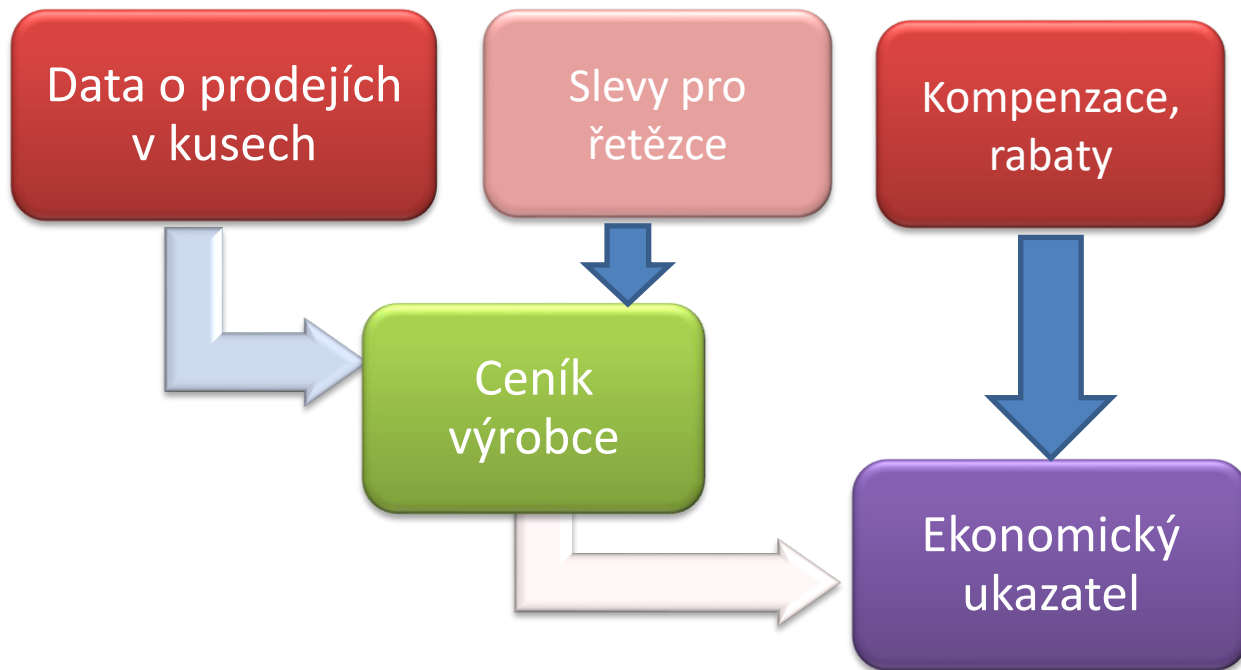 Data o prodejích
v kusech
Slevy pro
řetězce
Kompenzace,
rabaty
Ceník
výrobce
Ekonomický
ukazatel